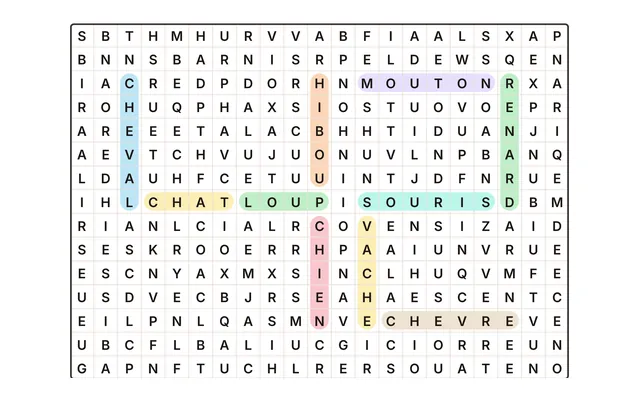 S B T H M H U R V V A B F I A A L S X A P
B N N S B A R N I S R P E L D E W S Q E N
I A C R E D P D O R H N M O U T O N R X A
R O H U Q P H A X S I O S T U O V O E P R
A R E E E T A L A C B H H T I D U A N J I
A E V T C H V U J U O N U V L N P B A N Q
L D A U H F C E T U U I N T J D F N R U E
I H L C H A T L O U P I S O U R I S D B M
R I A N L C I A L R C O V E N S I Z A I D
S E S K R O O E R R H P A A I U N V R U E
E S C N Y A X M X S I N C L H U Q V M F E
U S D V E C B J R S E A H A E S C E N T C
E I L P N L Q A S M N V E C H E V R E V E
U B C F L B A L I U C G I C I O R R E U N
G A P N F T U C H L R E R S O U A T E N O